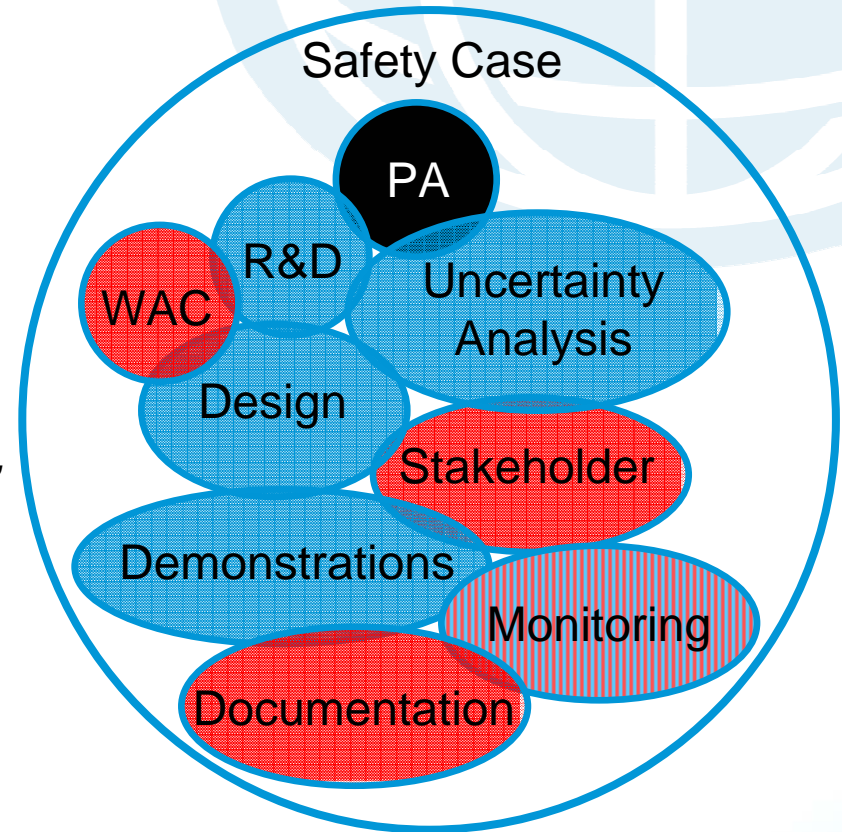 Safety Case
PA
R&D
WAC
Uncertainty
Analysis
Design
,
Stakeholder
Demonstrations
Monitoring
Documentation